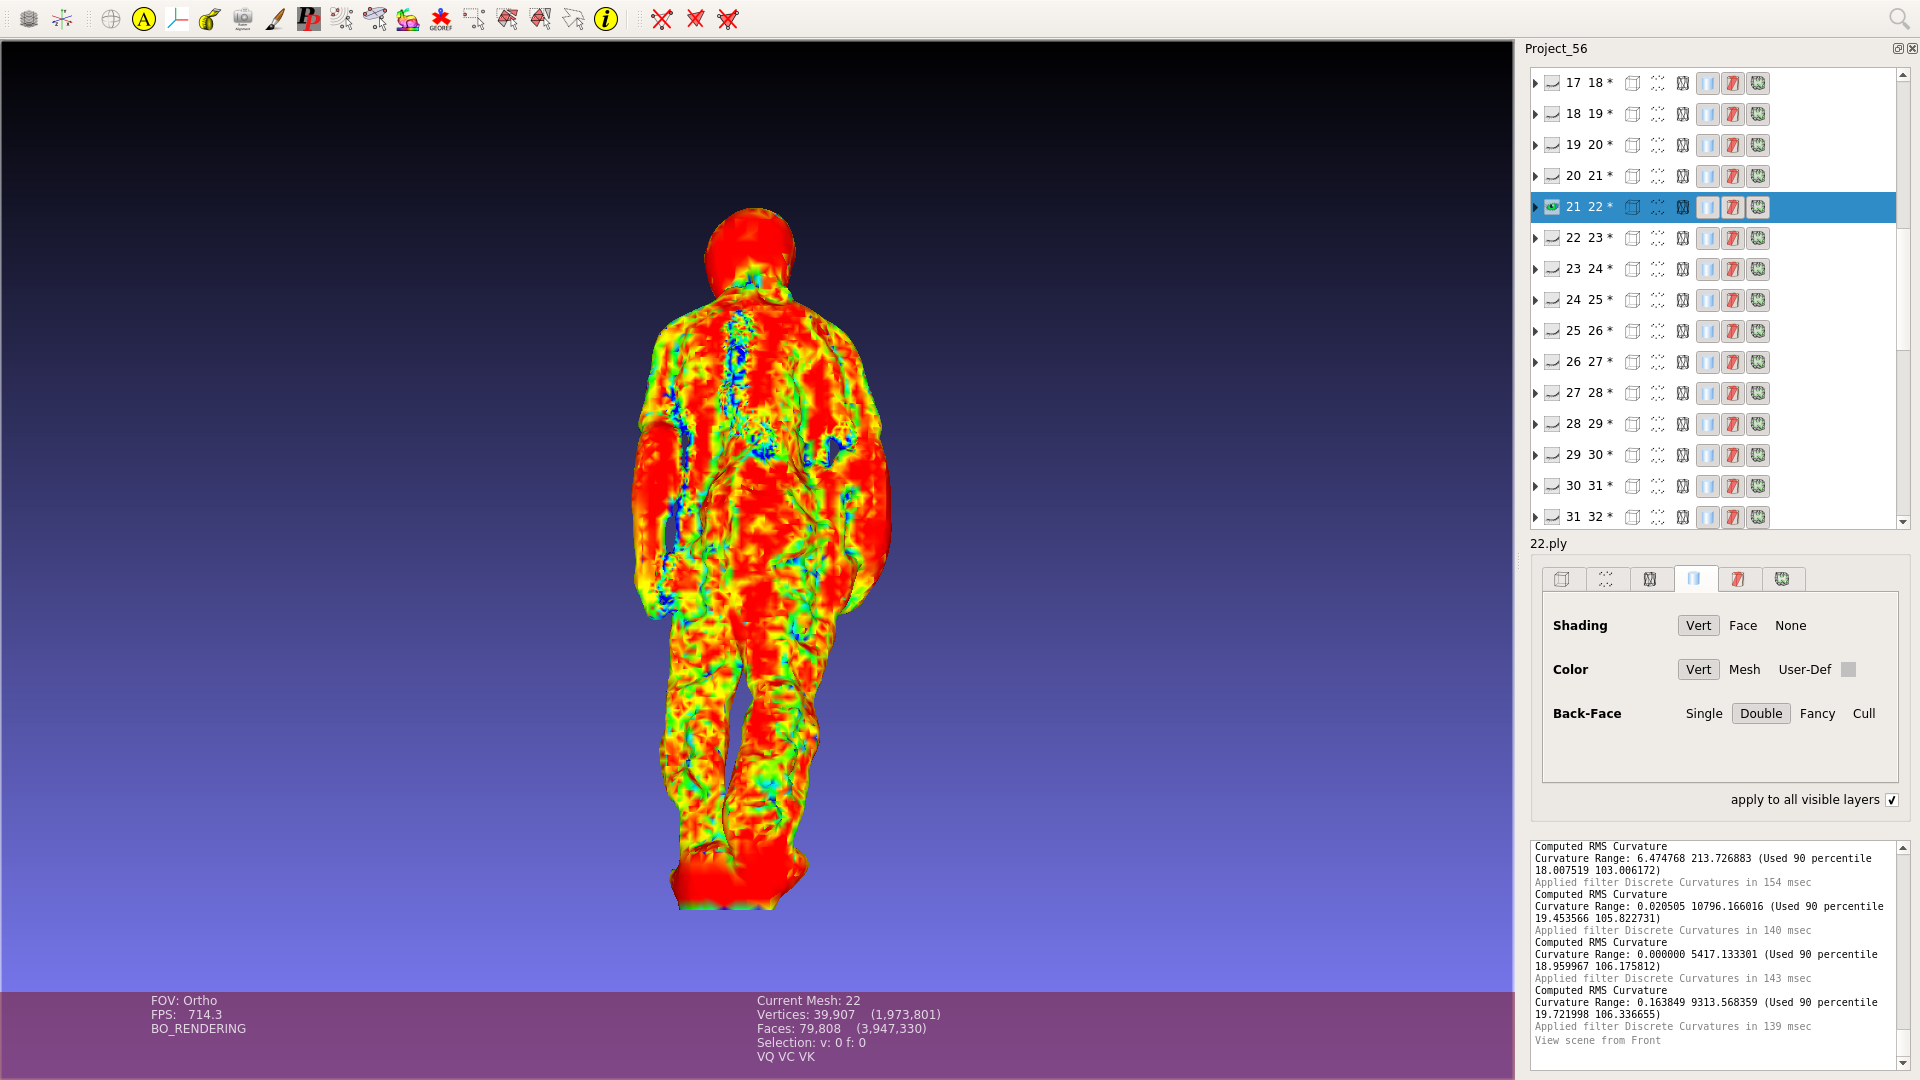 A
PP
GEOREF
i
Project_56
17 18 *
18 19 *
19 20 *
20 21 *
21 22 *
22 23 *
23 24 *
24 25 *
25 26 *
26 27 *
27 28 *
28 29 *
29 30 *
30 31 *
31 32 *
22.ply
Shading Vert Face None
Color Vert Mesh User-Def
Back-Face Single Double Fancy Cull
apply to all visible layers
Computed RMS Curvature
Curvature Range: 6.474768 213.726883 (Used 90 percentile
18.007519 103.006172)
Applied filter Discrete Curvatures in 154 msec
Computed RMS Curvature
Curvature Range: 0.020505 10796.166016 (Used 90 percentile
19.453566 105.822731)
Applied filter Discrete Curvatures in 140 msec
Computed RMS Curvature
Curvature Range: 0.000000 5417.133301 (Used 90 percentile
18.959967 106.175812)
Applied filter Discrete Curvatures in 143 msec
Computed RMS Curvature
Curvature Range: 0.163849 9313.568359 (Used 90 percentile
19.721998 106.336655)
Applied filter Discrete Curvatures in 139 msec
View scene from Front
FOV: Ortho
FPS: 714.3
BO_RENDERING
Current Mesh: 22
Vertices: 39,907 (1,973,801)
Faces: 79,808 (3,947,330)
Selection: v: 0 f: 0
VQ VC VK